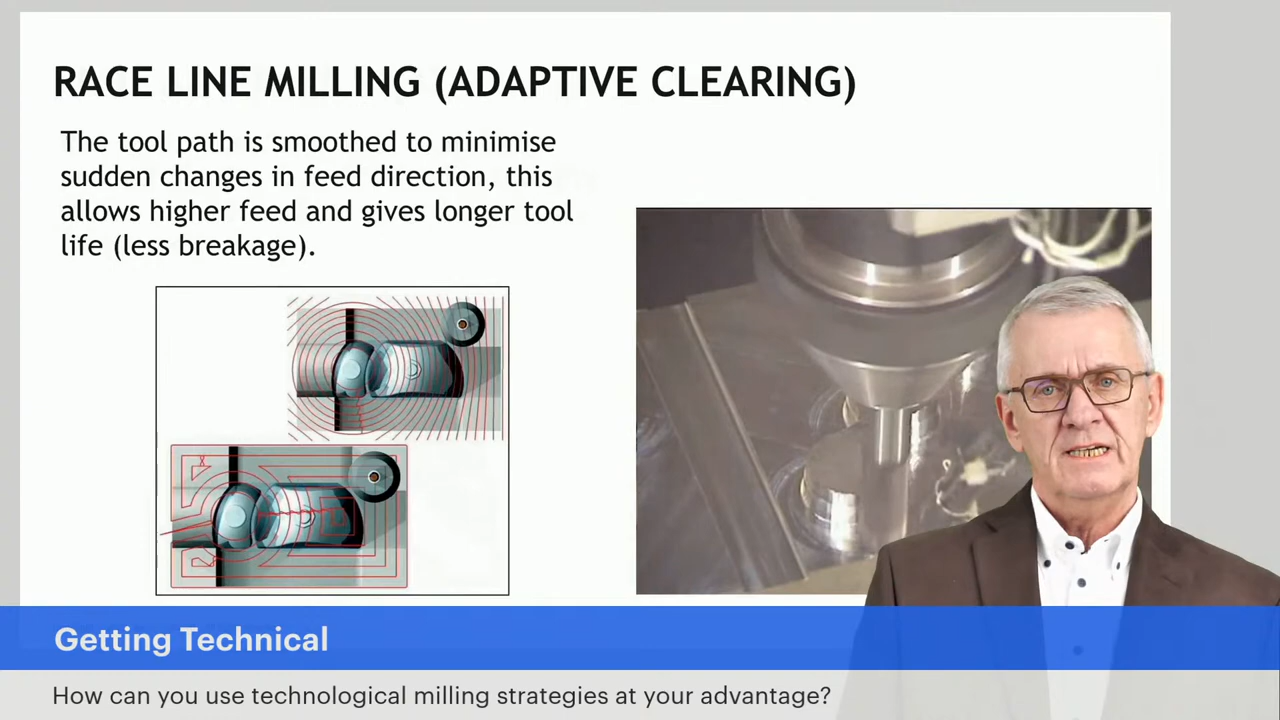 RACE LINE MILLING (ADAPTIVE CLEARING)
The tool path is smoothed to minimise
sudden changes in feed direction, this
allows higher feed and gives longer tool
life (less breakage).
Getting Technical
How can you use technological milling strategies at your advantage?